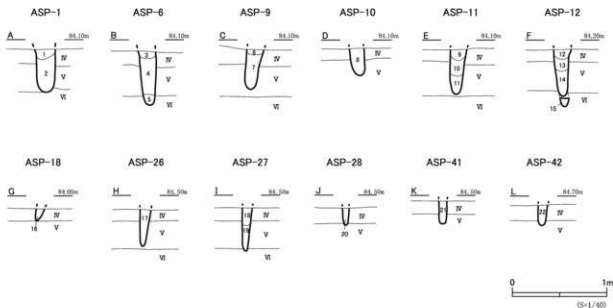 ASP-1 ASP-6 ASP-9 ASP-10 ASP-11 ASP-12
A 84.10m B 84.10m C 84.10m D 84.10m E 84.10m F 84.20m
1 2 Ⅳ Ⅴ Ⅵ
3 4 5 Ⅳ Ⅴ Ⅵ
6 7 Ⅳ Ⅴ
8 Ⅳ Ⅴ
9 10 11 Ⅳ Ⅴ Ⅵ
12 13 14 15 Ⅳ Ⅴ Ⅵ
ASP-18 ASP-26 ASP-27 ASP-28 ASP-41 ASP-42
G 84.00m H 84.50m I 84.50m J 84.50m K 84.50m L 84.70m
16 Ⅳ Ⅴ
17 Ⅳ Ⅴ
18 19 Ⅳ Ⅴ Ⅵ
20 Ⅳ Ⅴ
21 Ⅳ Ⅴ
22 Ⅳ Ⅴ
0 1m
(S=1/40)